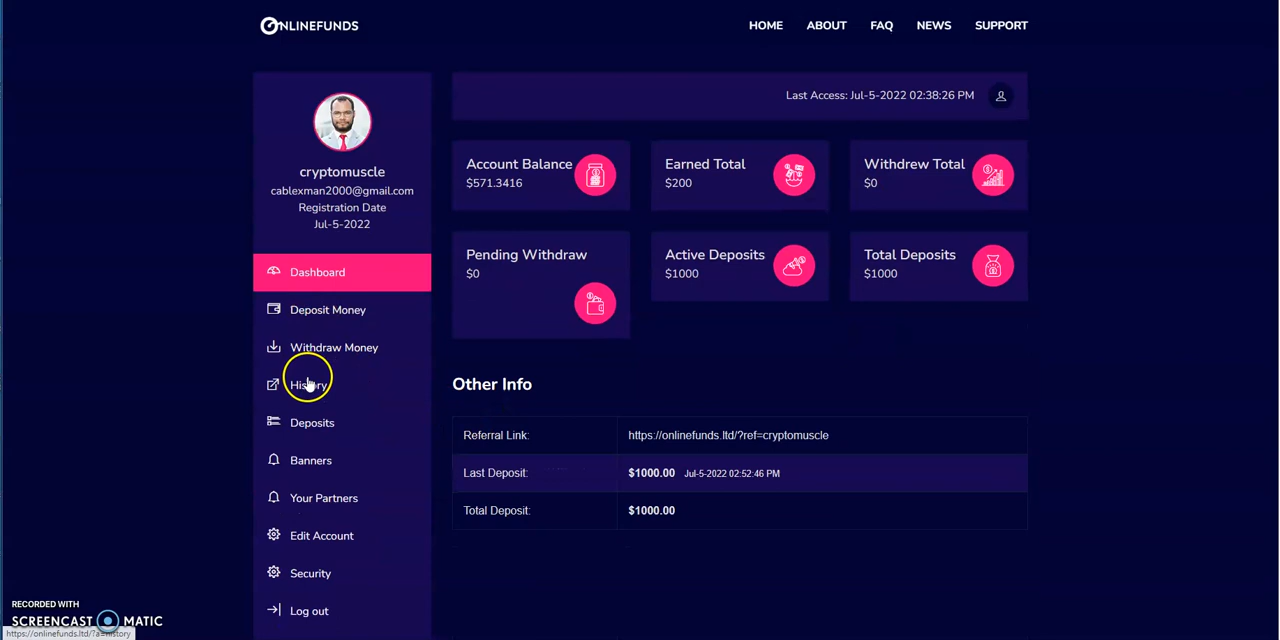 ONLINEFUNDS
HOME ABOUT FAQ NEWS SUPPORT
Last Access: Jul-5-2022 02:38:26 PM
cryptomuscle
cablexman2000@gmail.com
Registration Date
Jul-5-2022
Account Balance
$571.3416
Earned Total
$200
Withdrew Total
$0
Pending Withdraw
$0
Active Deposits
$1000
Total Deposits
$1000
Dashboard
Deposit Money
Withdraw Money
History
Deposits
Banners
Your Partners
Edit Account
Security
Log out
Other Info
Referral Link: https://onlinefunds.ltd/?ref=cryptomuscle
Last Deposit: $1000.00 Jul-5-2022 02:52:46 PM
Total Deposit: $1000.00
RECORDED WITH
SCREENCAST MATIC
https://onlinefunds.ltd/?a=history